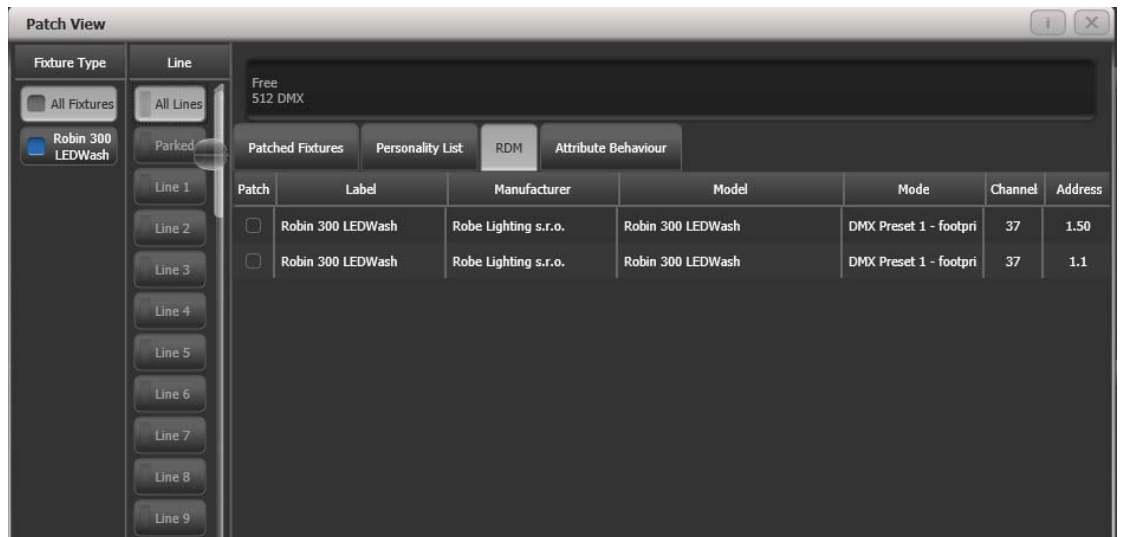 Patch View
i
X
Fixture Type
Line
All Fixtures
Robin 300
LEDWash
All Lines
Parked
Line 1
Line 2
Line 3
Line 4
Line 5
Line 6
Line 7
Line 8
Line 9
Free
512 DMX
Patched Fixtures Personality List RDM Attribute Behaviour
Patch Label Manufacturer Model Mode Channel Address
Robin 300 LEDWash Robe Lighting s.r.o. Robin 300 LEDWash DMX Preset 1 - footpri 37 1.50
Robin 300 LEDWash Robe Lighting s.r.o. Robin 300 LEDWash DMX Preset 1 - footpri 37 1.1